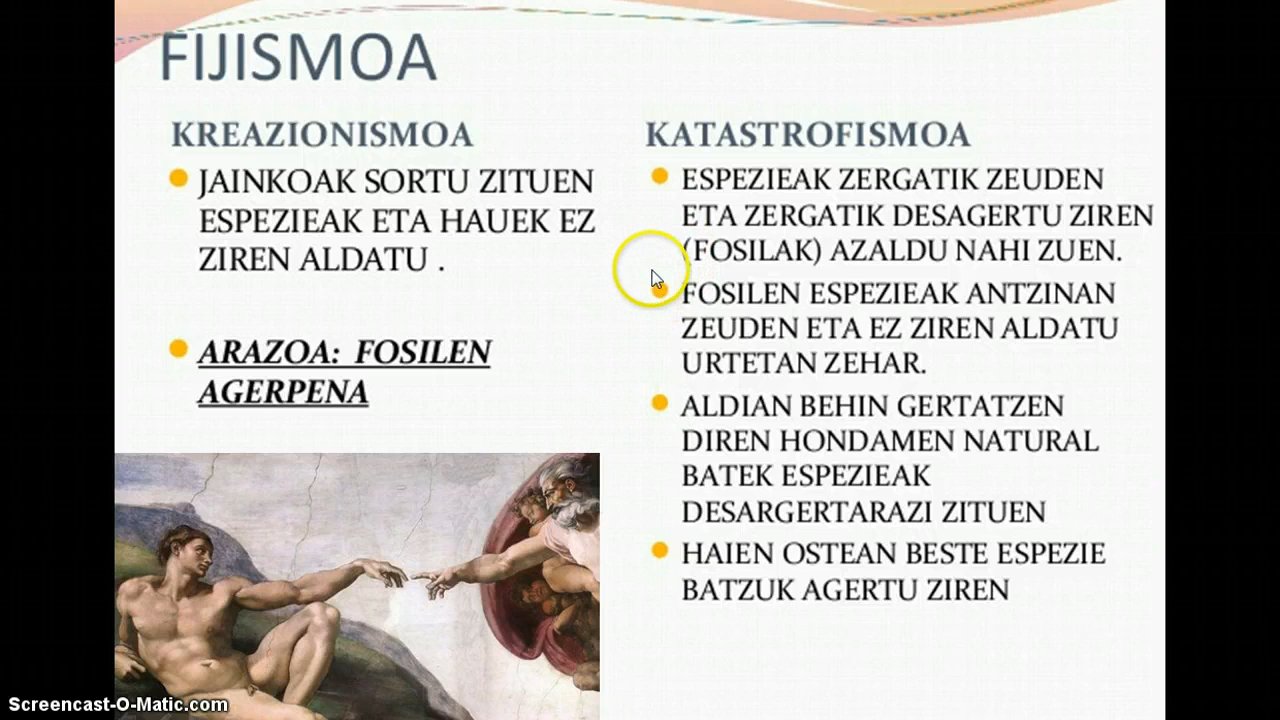 FIJISMOA
KREAZIONISMOA
JAINKOAK SORTU ZITUEN
ESPEZIEAK ETA HAUEK EZ
ZIREN ALDATU .
ARAZOA: FOSILEN
AGERPENA
KATASTROFISMOA
ESPEZIEAK ZERGATIK ZEUDEN
ETA ZERGATIK DESAGERTU ZIREN
(FOSILAK) AZALDU NAHI ZUEN.
FOSILEN ESPEZIEAK ANTZINAN
ZEUDEN ETA EZ ZIREN ALDATU
URTETAN ZEHAR.
ALDIAN BEHIN GERTATZEN
DIREN HONDAMEN NATURAL
BATEK ESPEZIEAK
DESARGERTARAZI ZITUEN
HAIEN OSTEAN BESTE ESPEZIE
BATZUK AGERTU ZIREN
Screencast-O-Matic.com